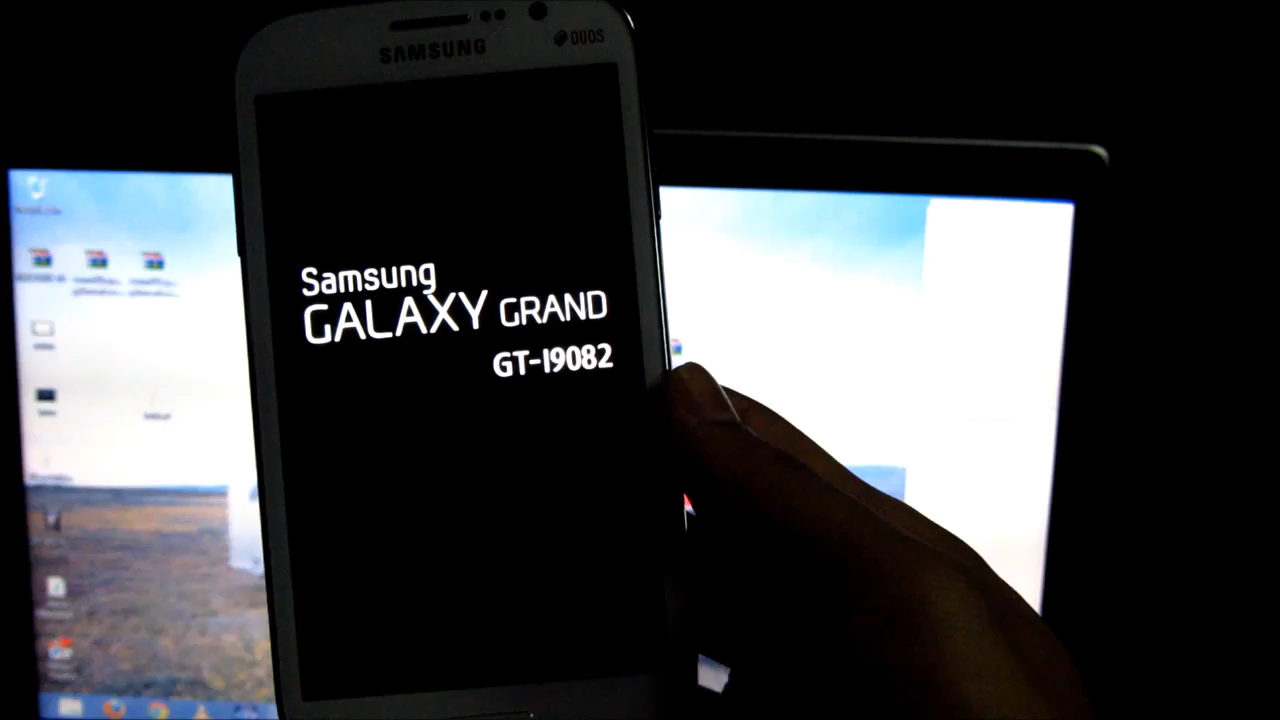 SAMSUNG
DUOS
Samsung
GALAXY GRAND
GT-I9082